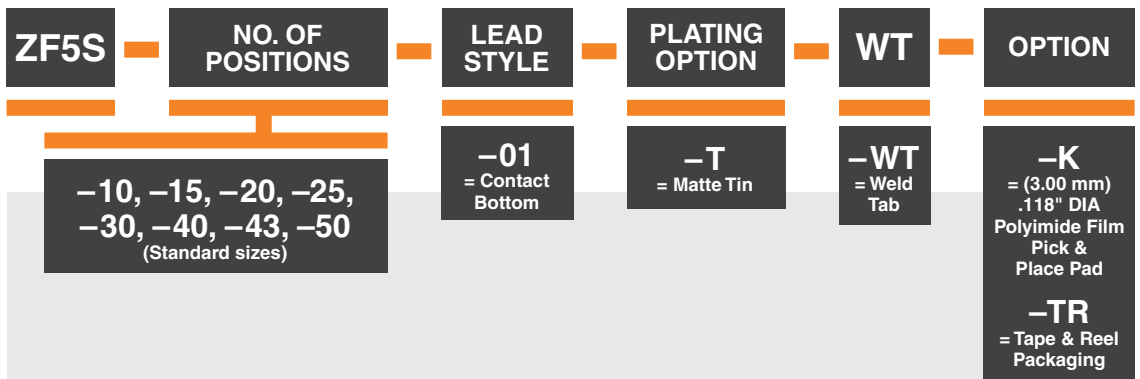 ZF5S
NO. OF
POSITIONS
LEAD
STYLE
PLATING
OPTION
WT
OPTION
–10, –15, –20, –25,
–30, –40, –43, –50
(Standard sizes)
–01
= Contact
Bottom
–T
= Matte Tin
–WT
= Weld
Tab
–K
= (3.00 mm)
.118" DIA
Polyimide Film
Pick &
Place Pad
–TR
= Tape & Reel
Packaging